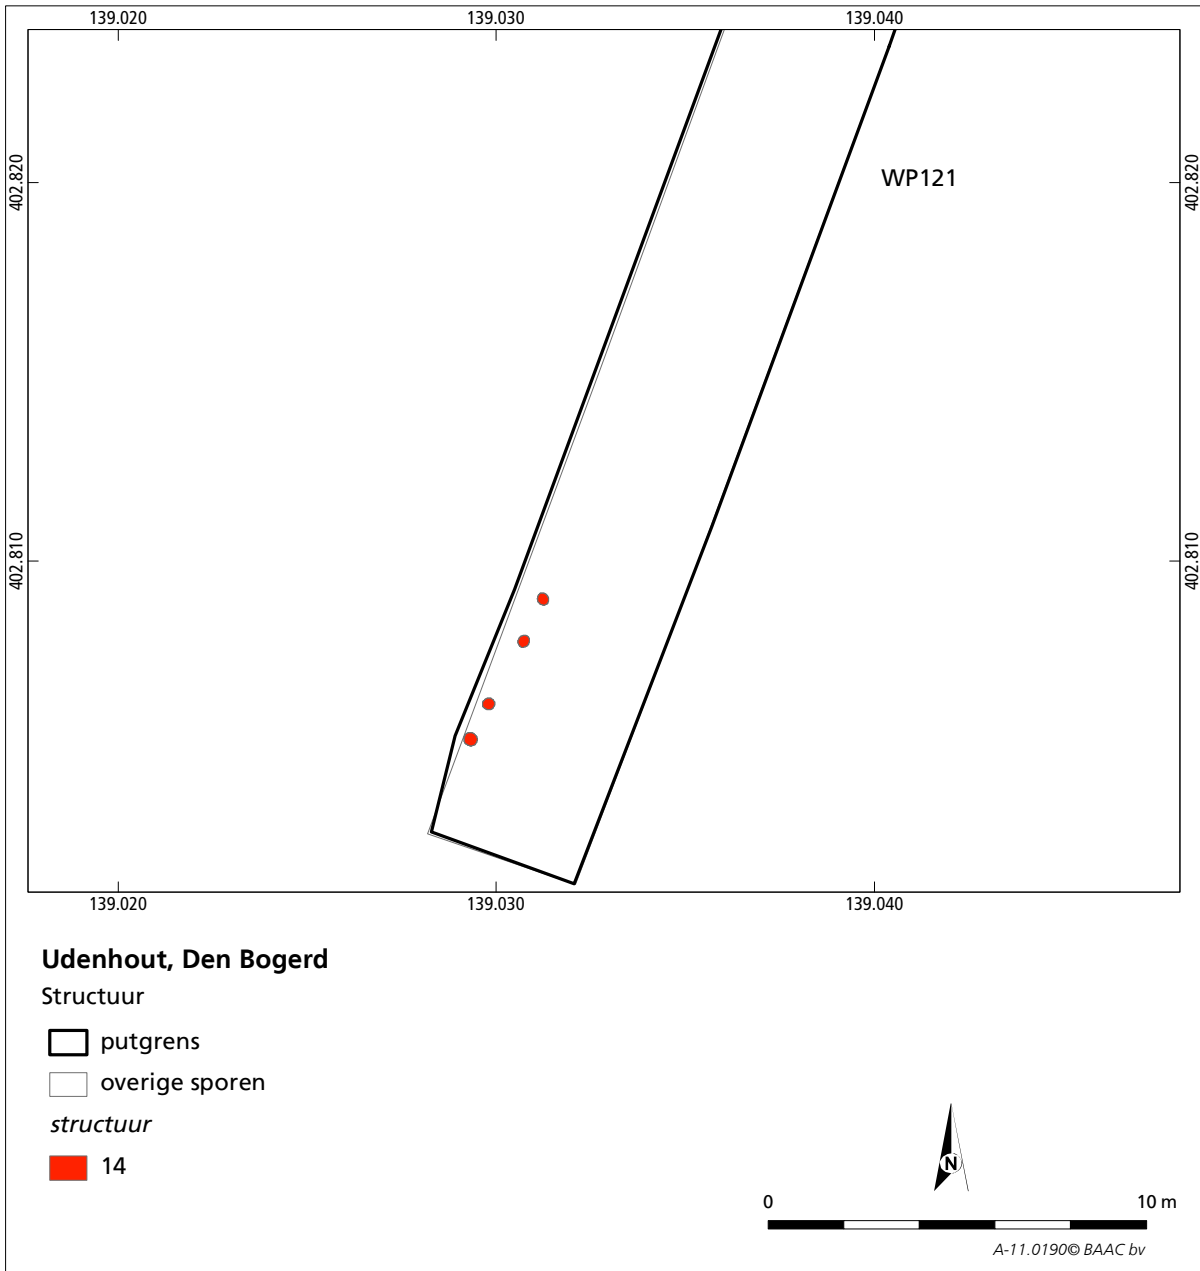 139.020 139.030 139.040
402.820 402.820
WP121
402.810 402.810
139.020 139.030 139.040
Udenhout, Den Bogerd
Structuur
putgrens
overige sporen
structuur
14
N
0 10 m
A-11.0190© BAAC bv